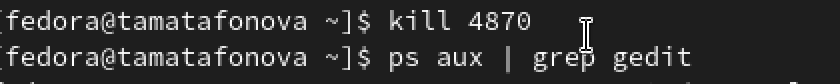 [fedora@tamatafonova ~]$ kill 4870
[fedora@tamatafonova ~]$ ps aux | grep gedit